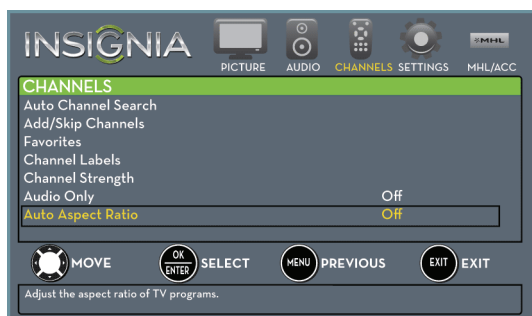 INSIGNIA
PICTURE AUDIO CHANNELS SETTINGS MHL/ACC
MHL
CHANNELS
Auto Channel Search
Add/Skip Channels
Favorites
Channel Labels
Channel Strength
Audio Only Off
Auto Aspect Ratio Off
MOVE OK ENTER SELECT MENU PREVIOUS EXIT EXIT
Adjust the aspect ratio of TV programs.